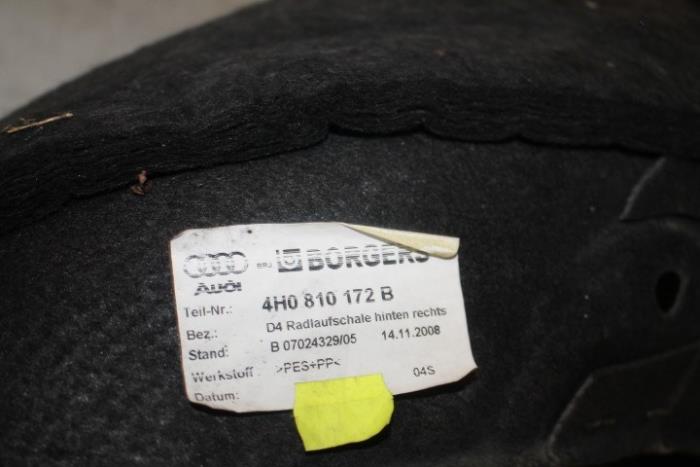 BORGERS
Audi
Teil-Nr.: 4H0 810 172 B
Bez.: D4 Radlaufschale hinten rechts
Stand: B 07024329/05 14.11.2008
Werkstoff >PES+PP<
Datum: 04S